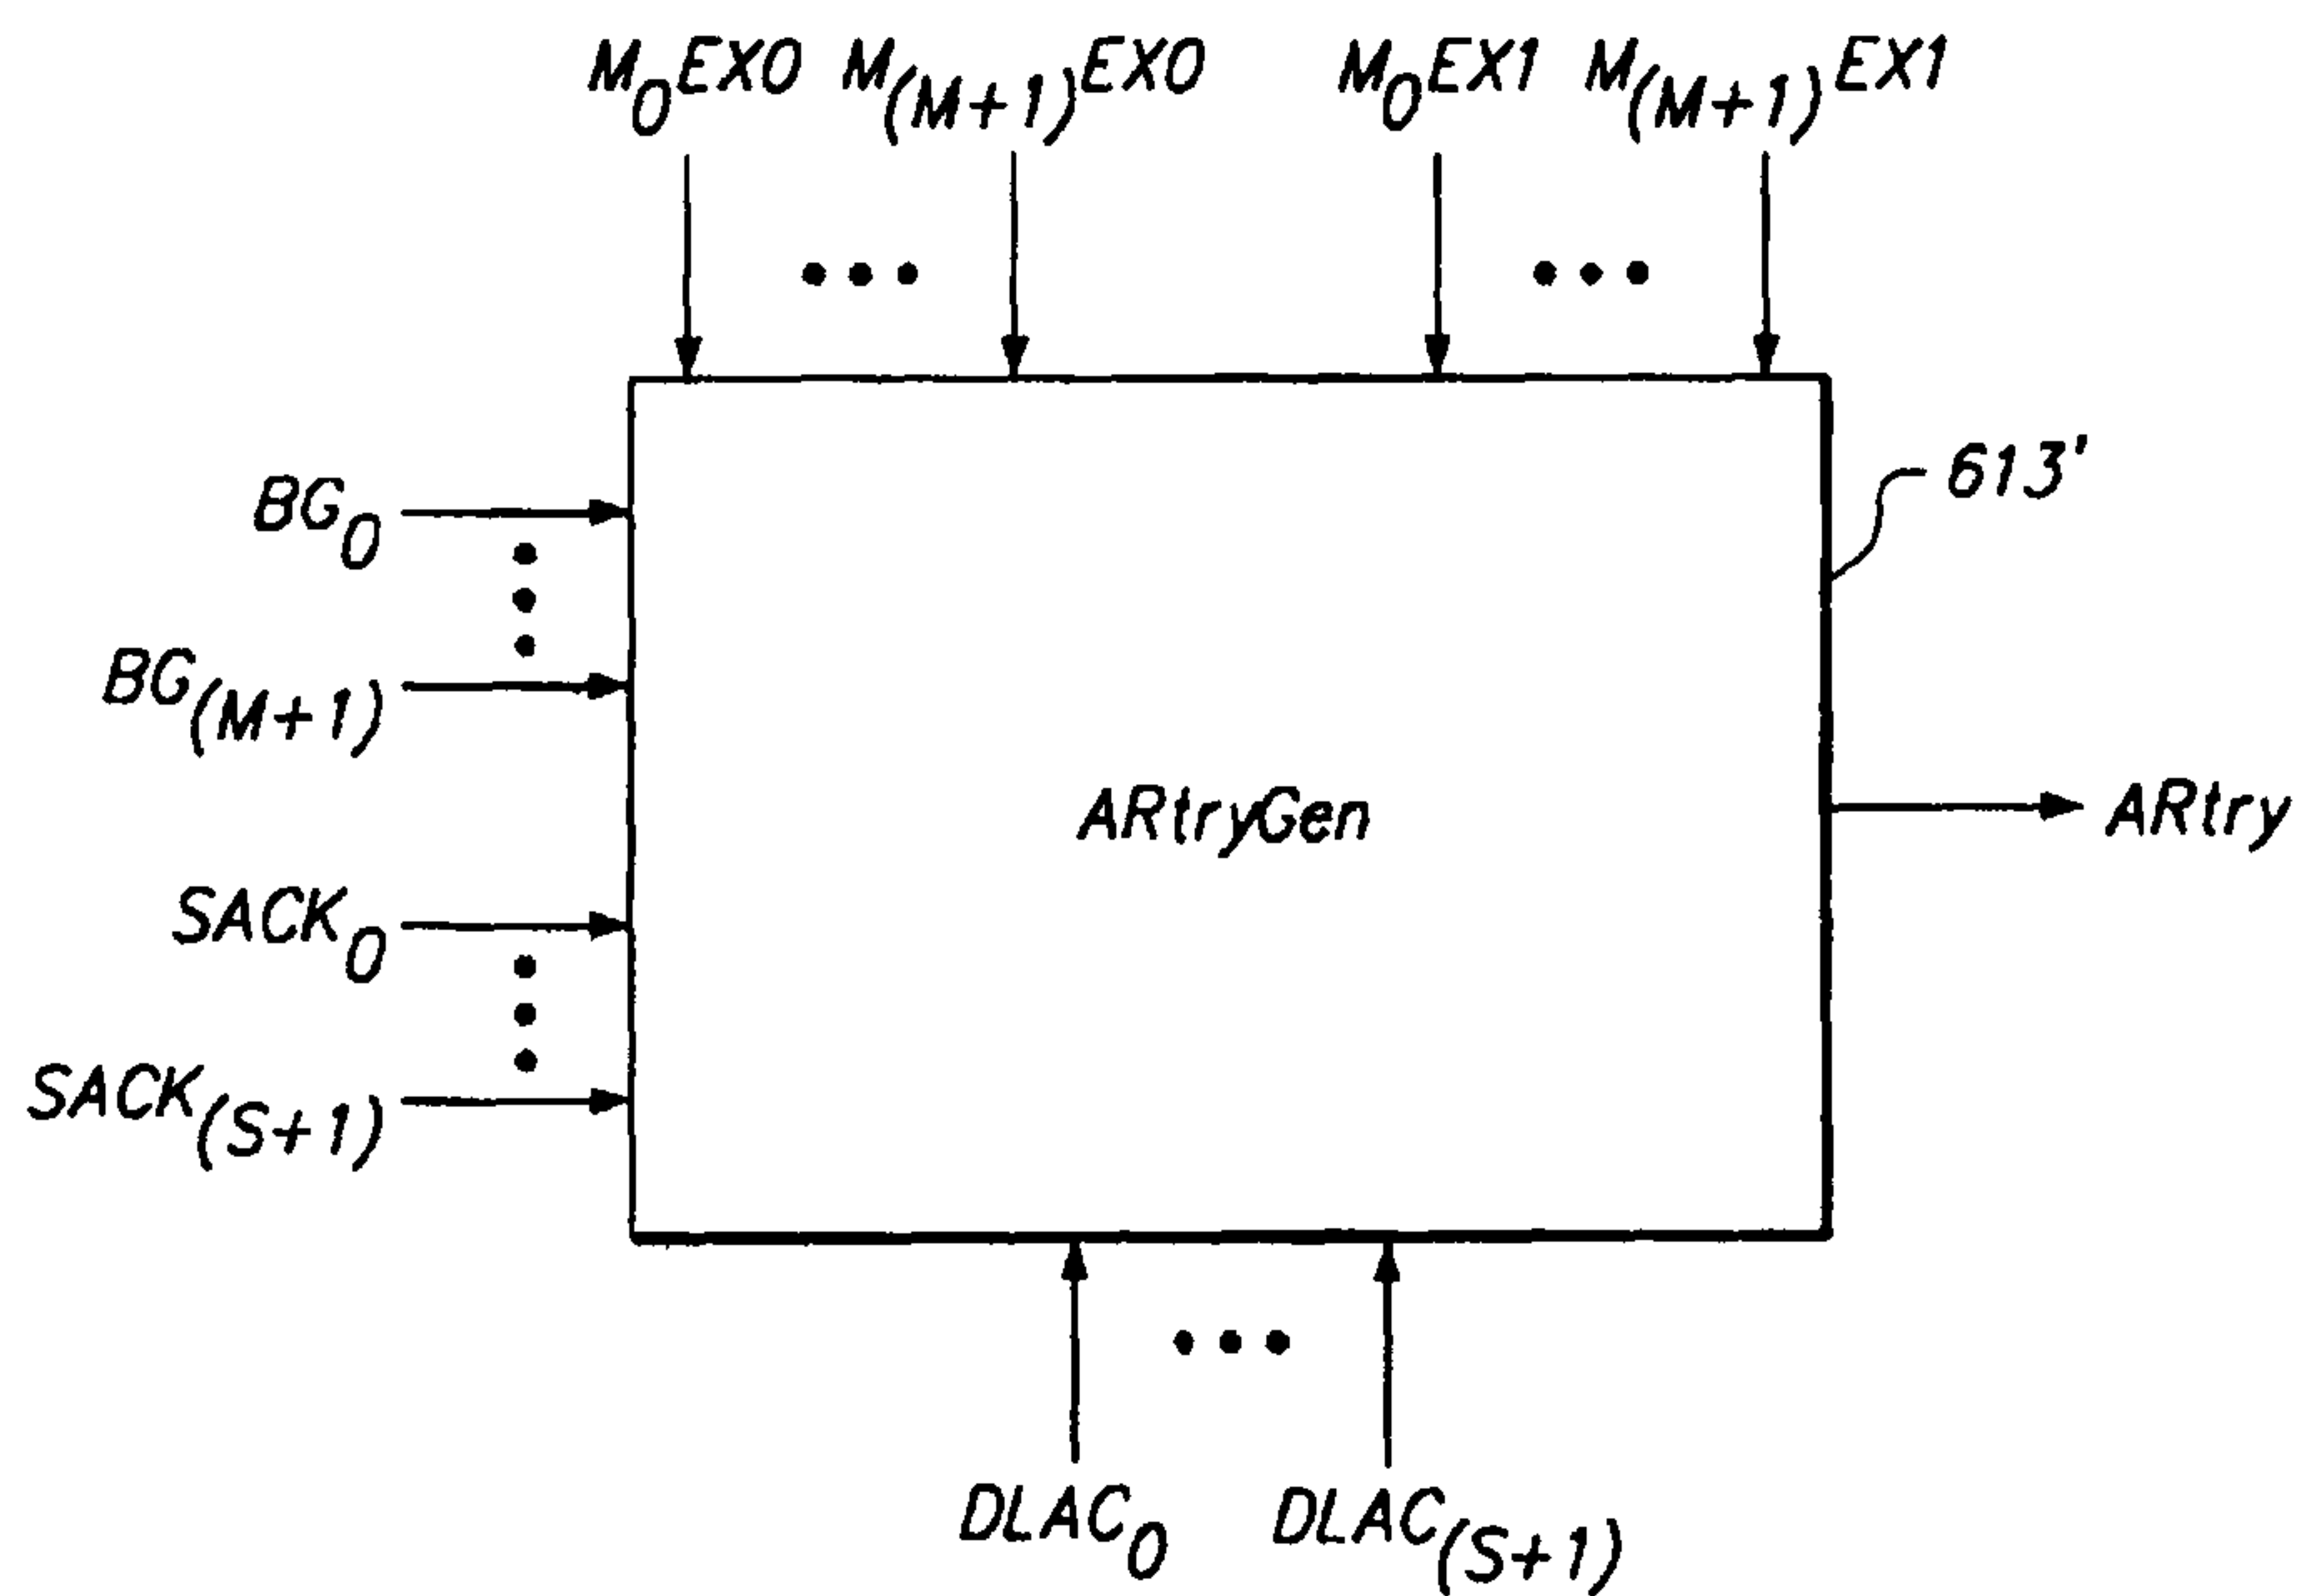 M₀EX0 M₍M+1₎EX0 M₀EX1 M₍M+1₎EX1
BG₀
613'
BG₍M+1₎
ARtryGen
ARtry
SACK₀
SACK₍S+1₎
DLAC₀ DLAC₍S+1₎